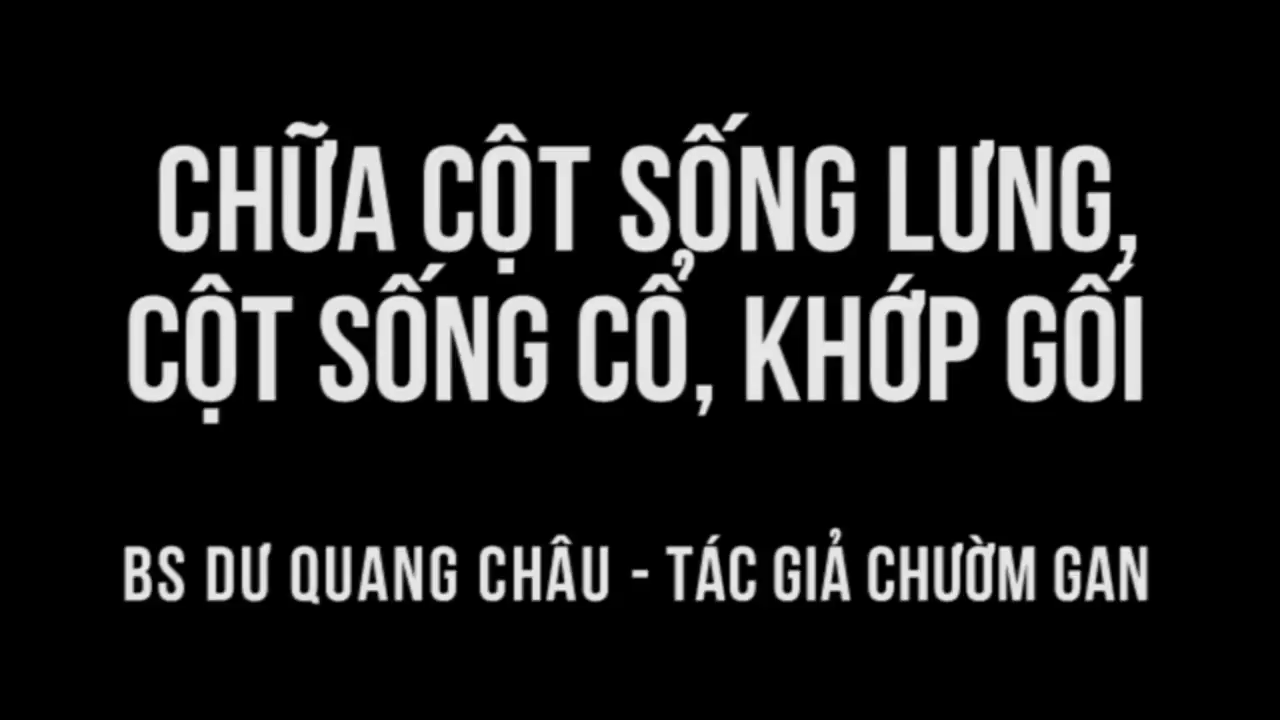 CHỮA CỘT SỐNG LƯNG,
CỘT SỐNG CỔ, KHỚP GỐI
BS DƯ QUANG CHÂU - TÁC GIẢ CHƯỜM GAN